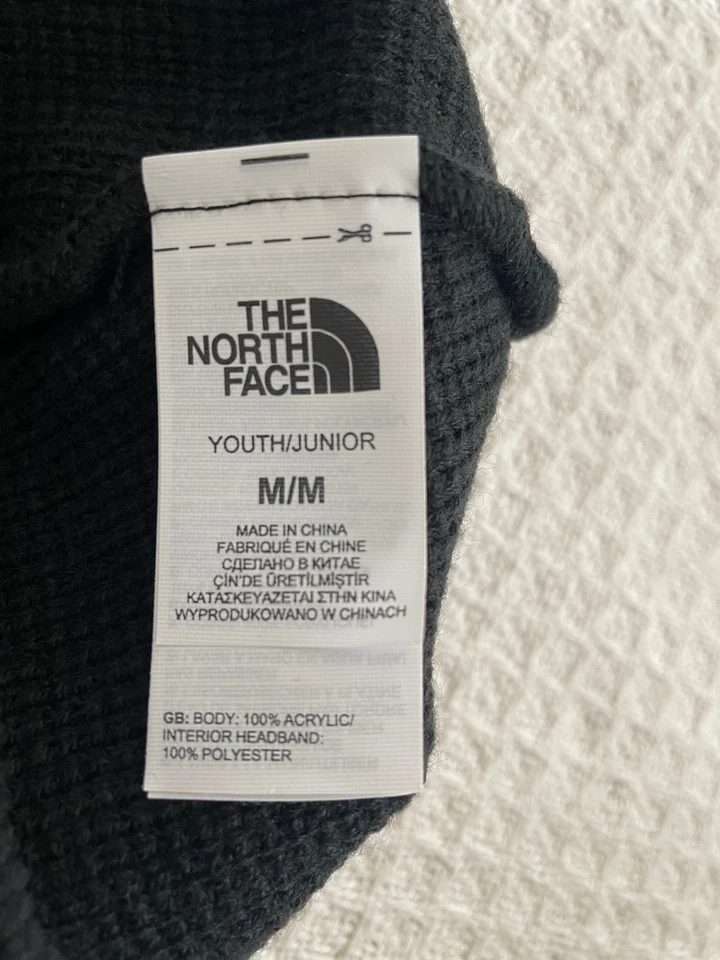 THE
NORTH
FACE
YOUTH/JUNIOR
M/M
MADE IN CHINA
FABRIQUÉ EN CHINE
СДЕЛАНО В КИТАЕ
ÇİN'DE ÜRETİLMİŞTİR
ΚΑΤΑΣΚΕΥΑΖΕΤΑΙ ΣΤΗΝ ΚΙΝΑ
WYPRODUKOWANO W CHINACH
GB: BODY: 100% ACRYLIC/
INTERIOR HEADBAND:
100% POLYESTER